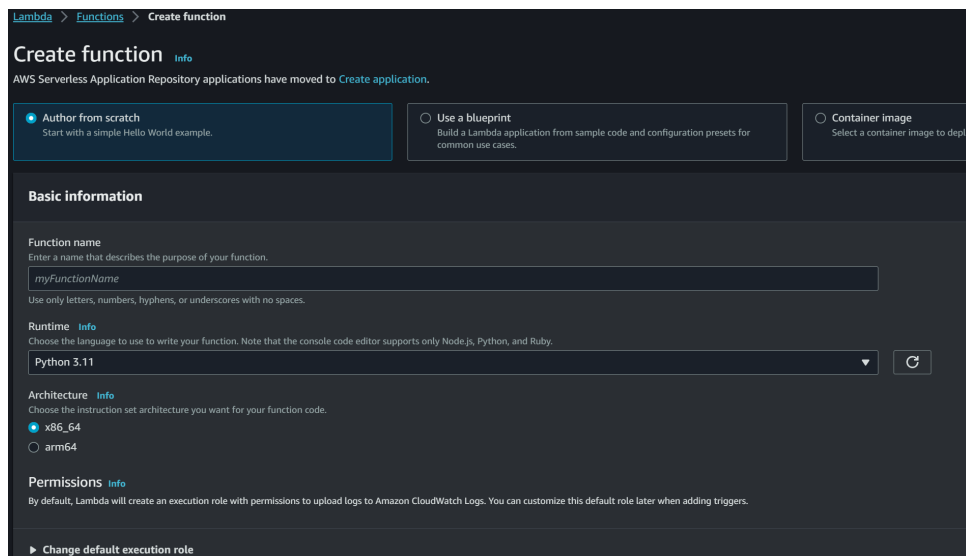 Lambda > Functions > Create function
Create function Info
AWS Serverless Application Repository applications have moved to Create application.
Author from scratch
Start with a simple Hello World example.
Use a blueprint
Build a Lambda application from sample code and configuration presets for
common use cases.
Container image
Select a container image to depl
Basic information
Function name
Enter a name that describes the purpose of your function.
myFunctionName
Use only letters, numbers, hyphens, or underscores with no spaces.
Runtime Info
Choose the language to use to write your function. Note that the console code editor supports only Node.js, Python, and Ruby.
Python 3.11
Architecture Info
Choose the instruction set architecture you want for your function code.
x86_64
arm64
Permissions Info
By default, Lambda will create an execution role with permissions to upload logs to Amazon CloudWatch Logs. You can customize this default role later when adding triggers.
Change default execution role